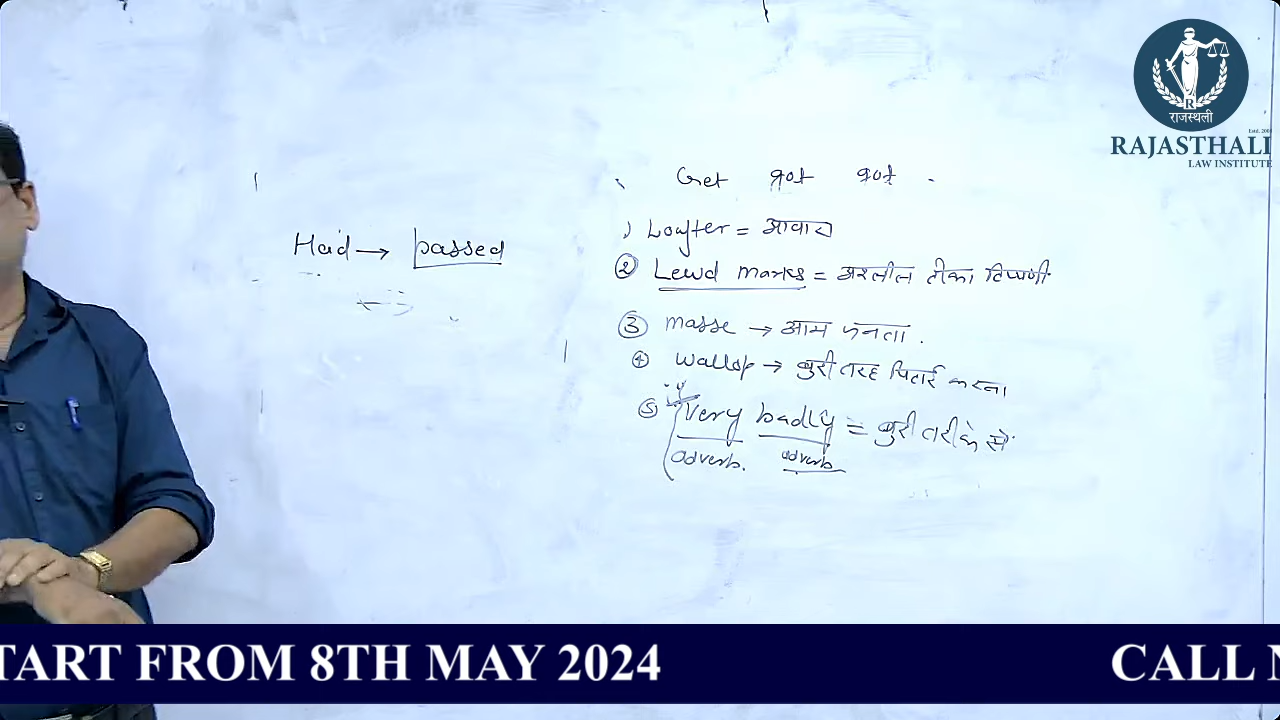 राजस्थली
Estd. 2001
RAJASTHALI
LAW INSTITUTE
Get got got
Had → passed
1) Loafter = आवारा
② Lewd marks = अश्लील टीका टिप्पणी
③ masse → आम जनता.
④ wallop → बुरी तरह पिटाई करना
⑤ Very badly = बुरी तरीके से
adverb. adverb
TART FROM 8TH MAY 2024
CALL N